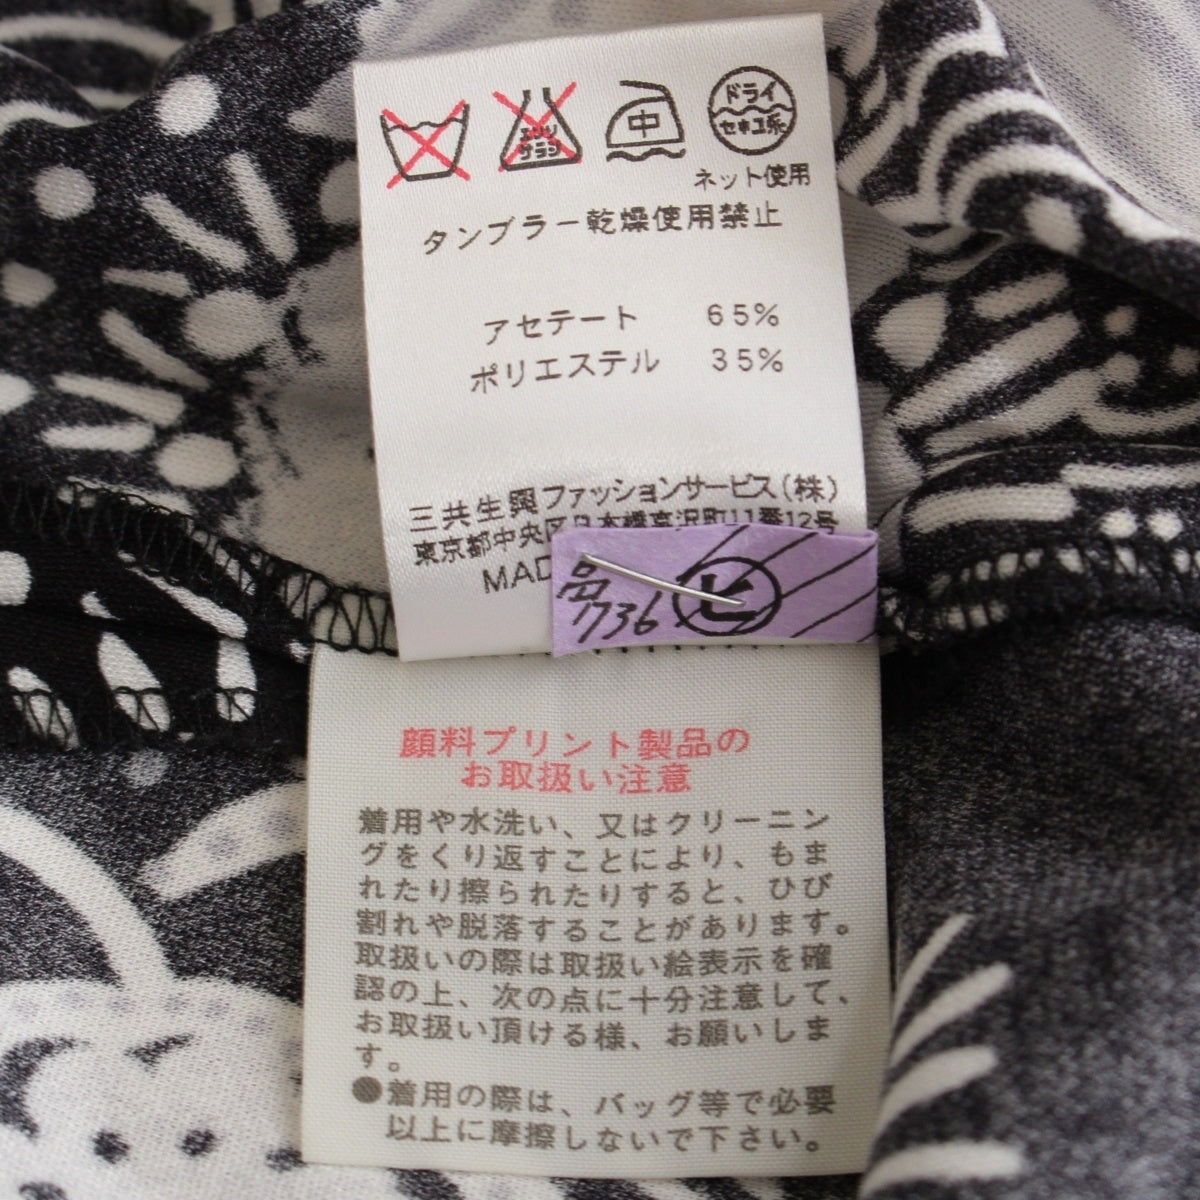 エンソ
サラシ
中
ドライ
セキユ系
ネット使用
タンブラー乾燥使用禁止
アセテート 65%
ポリエステル 35%
三共生興ファッションサービス(株)
東京都中央区日本橋富沢町11番12号
MAD
736 ヒ
顔料プリント製品の
お取扱い注意
着用や水洗い、又はクリーニン
グをくり返すことにより、もま
れたり擦られたりすると、ひび
割れや脱落することがあります。
取扱いの際は取扱い絵表示を確
認の上、次の点に十分注意して、
お取扱い頂ける様、お願いしま
す。
●着用の際は、バッグ等で必要
以上に摩擦しないで下さい。